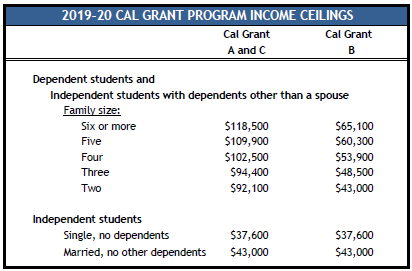 2019-20 CAL GRANT PROGRAM INCOME CEILINGS
Cal Grant Cal Grant
A and C B
Dependent students and
Independent students with dependents other than a spouse
Family size:
Six or more $118,500 $65,100
Five $109,900 $60,300
Four $102,500 $53,900
Three $94,400 $48,500
Two $92,100 $43,000
Independent students
Single, no dependents $37,600 $37,600
Married, no other dependents $43,000 $43,000